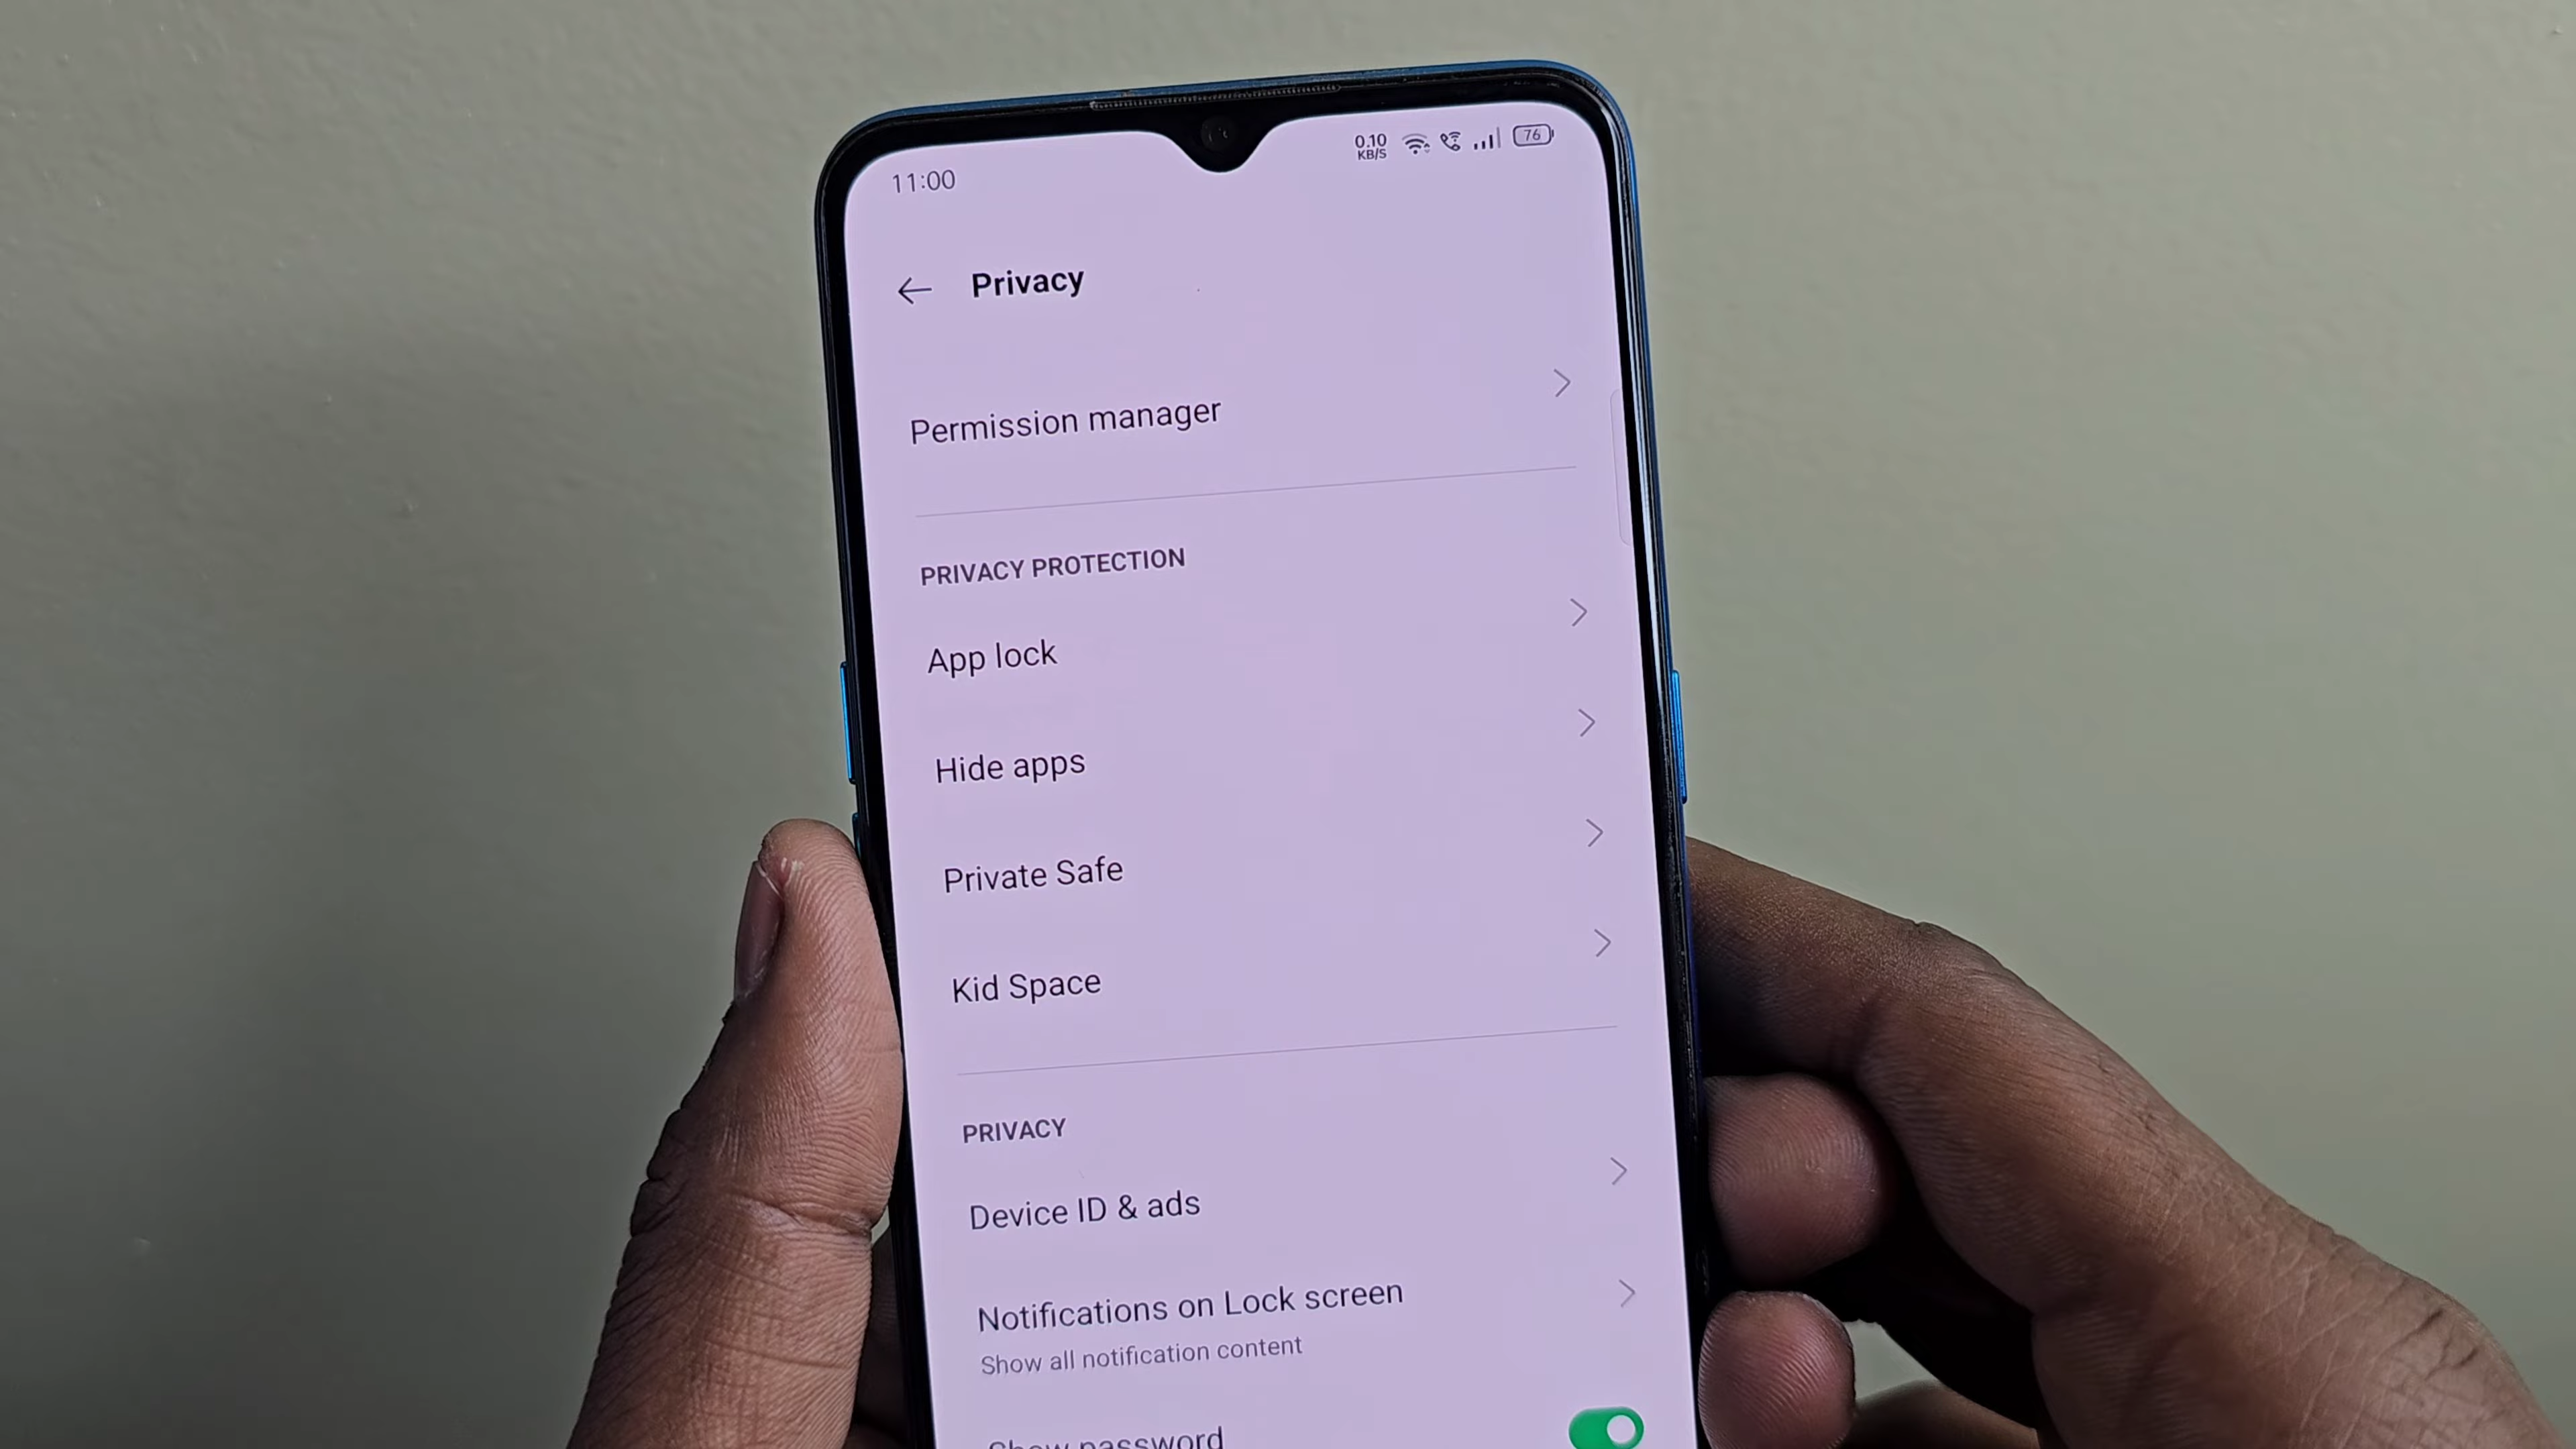 11:00
0.10
KB/S
76
Privacy
Permission manager
PRIVACY PROTECTION
App lock
Hide apps
Private Safe
Kid Space
PRIVACY
Device ID & ads
Notifications on Lock screen
Show all notification content
Show password